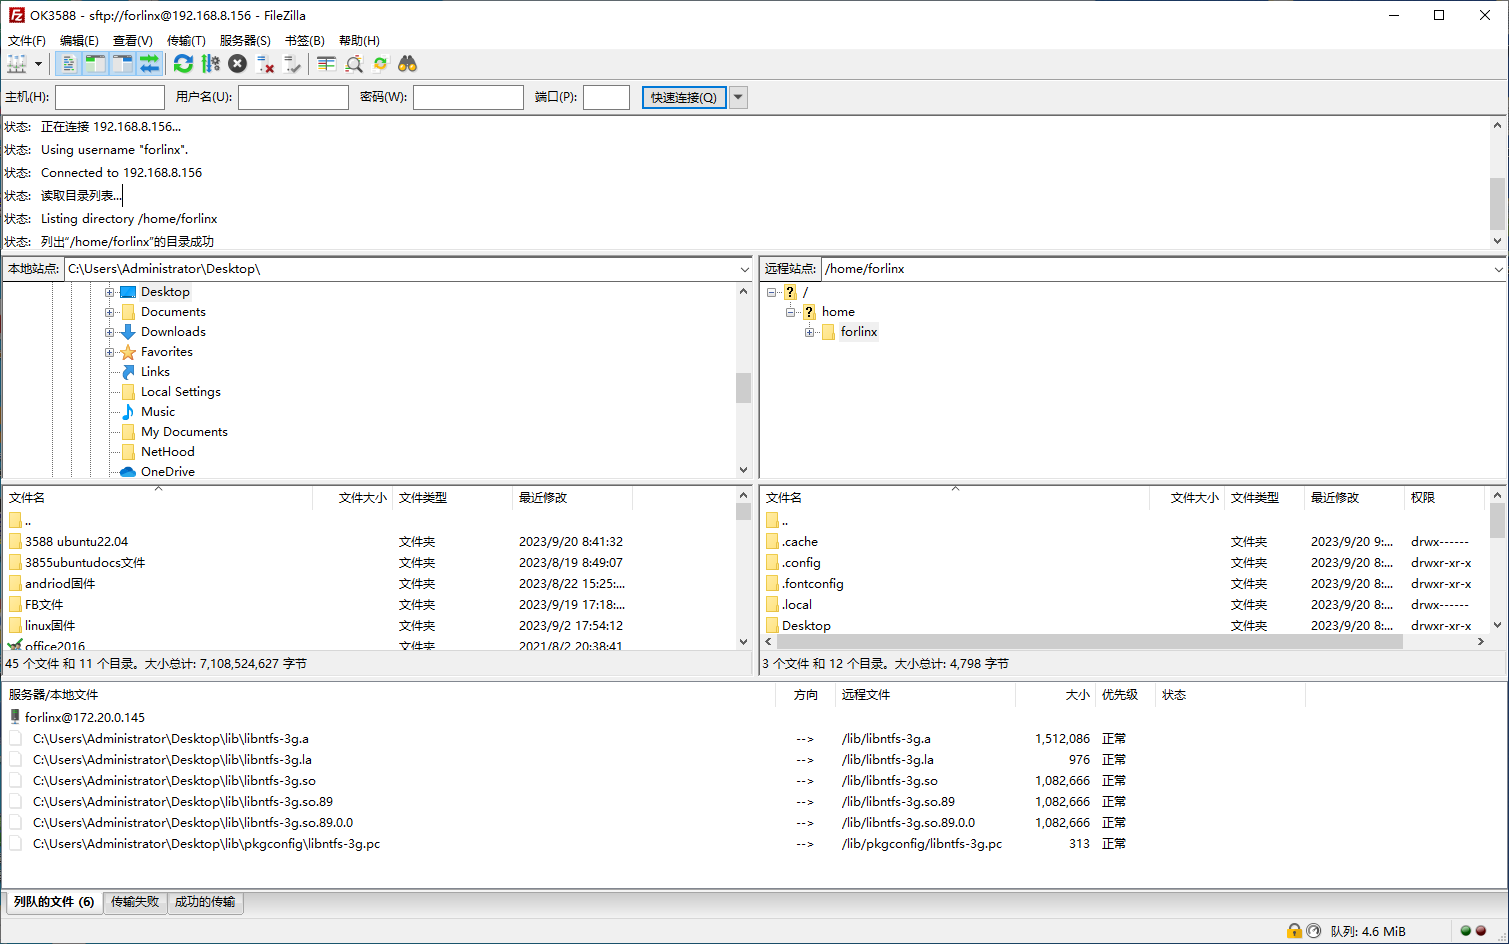 OK3588 - sftp://forlinx@192.168.8.156 - FileZilla
文件(F) 编辑(E) 查看(V) 传输(T) 服务器(S) 书签(B) 帮助(H)
主机(H): 用户名(U): 密码(W): 端口(P): 快速连接(Q)
状态: 正在连接 192.168.8.156...
状态: Using username "forlinx".
状态: Connected to 192.168.8.156
状态: 读取目录列表...
状态: Listing directory /home/forlinx
状态: 列出“/home/forlinx”的目录成功
本地站点: C:\Users\Administrator\Desktop\
Desktop
Documents
Downloads
Favorites
Links
Local Settings
Music
My Documents
NetHood
OneDrive
远程站点: /home/forlinx
/
home
forlinx
文件名 文件大小 文件类型 最近修改
..
3588 ubuntu22.04 文件夹 2023/9/20 8:41:32
3855ubuntudocs文件 文件夹 2023/8/19 8:49:07
andriod固件 文件夹 2023/8/22 15:25:...
FB文件 文件夹 2023/9/19 17:18:...
linux固件 文件夹 2023/9/2 17:54:12
office2016 文件夹 2021/8/2 20:38:41
45 个文件 和 11 个目录。大小总计: 7,108,524,627 字节
文件名 文件大小 文件类型 最近修改 权限
..
.cache 文件夹 2023/9/20 9:... drwx------
.config 文件夹 2023/9/20 8:... drwxr-xr-x
.fontconfig 文件夹 2023/9/20 8:... drwxr-xr-x
.local 文件夹 2023/9/20 8:... drwx------
Desktop 文件夹 2023/9/20 8:... drwxr-xr-x
3 个文件 和 12 个目录。大小总计: 4,798 字节
服务器/本地文件 方向 远程文件 大小 优先级 状态
forlinx@172.20.0.145
C:\Users\Administrator\Desktop\lib\libntfs-3g.a --> /lib/libntfs-3g.a 1,512,086 正常
C:\Users\Administrator\Desktop\lib\libntfs-3g.la --> /lib/libntfs-3g.la 976 正常
C:\Users\Administrator\Desktop\lib\libntfs-3g.so --> /lib/libntfs-3g.so 1,082,666 正常
C:\Users\Administrator\Desktop\lib\libntfs-3g.so.89 --> /lib/libntfs-3g.so.89 1,082,666 正常
C:\Users\Administrator\Desktop\lib\libntfs-3g.so.89.0.0 --> /lib/libntfs-3g.so.89.0.0 1,082,666 正常
C:\Users\Administrator\Desktop\lib\pkgconfig\libntfs-3g.pc --> /lib/pkgconfig/libntfs-3g.pc 313 正常
列队的文件 (6) 传输失败 成功的传输
队列: 4.6 MiB